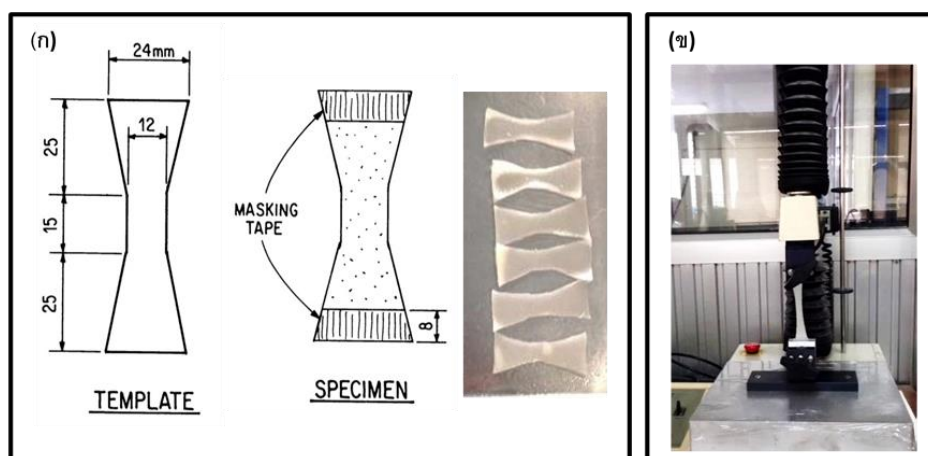 (ก)
24mm
12
25
15
25
TEMPLATE
MASKING
TAPE
8
SPECIMEN
(ข)